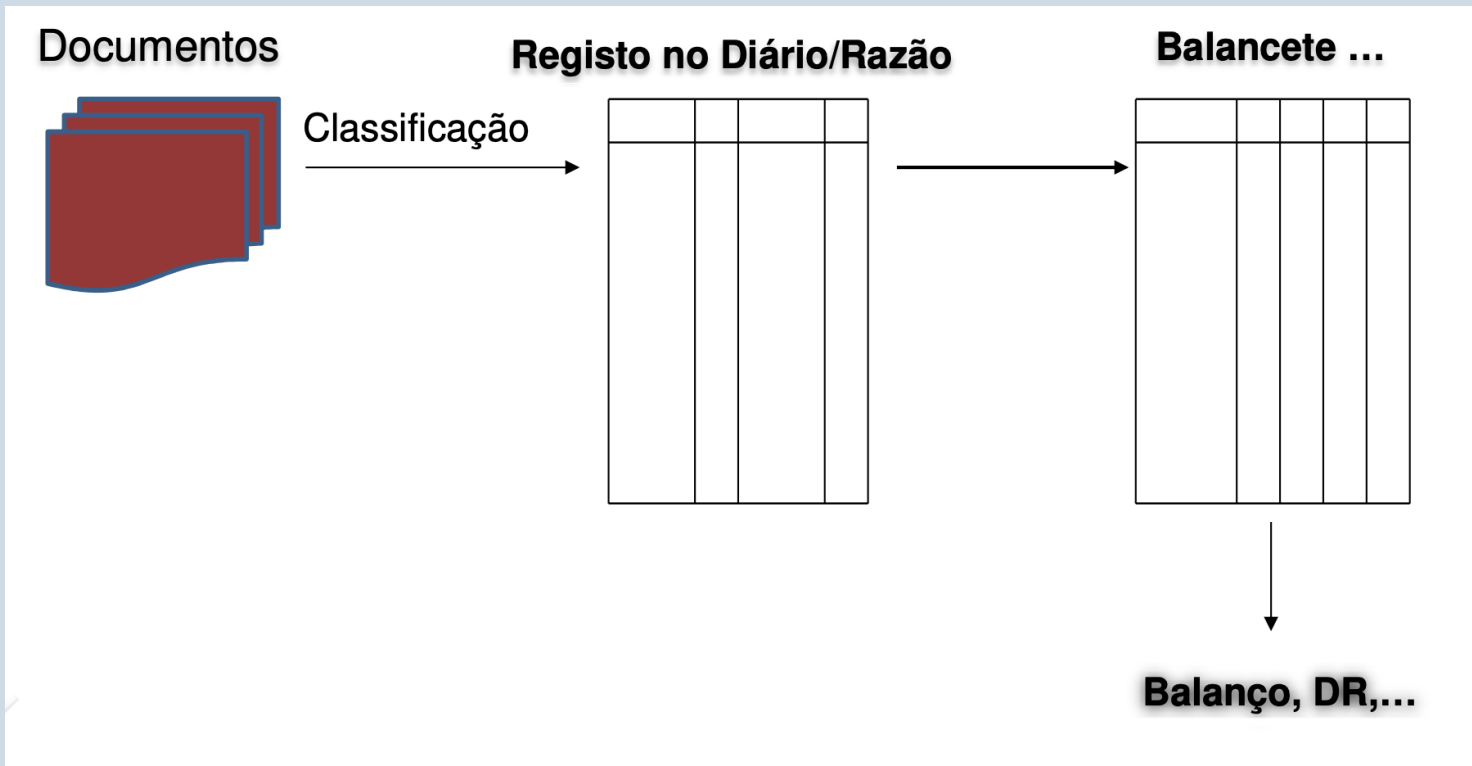 Documentos
Registo no Diário/Razão
Balancete ...
Classificação
Balanço, DR,...